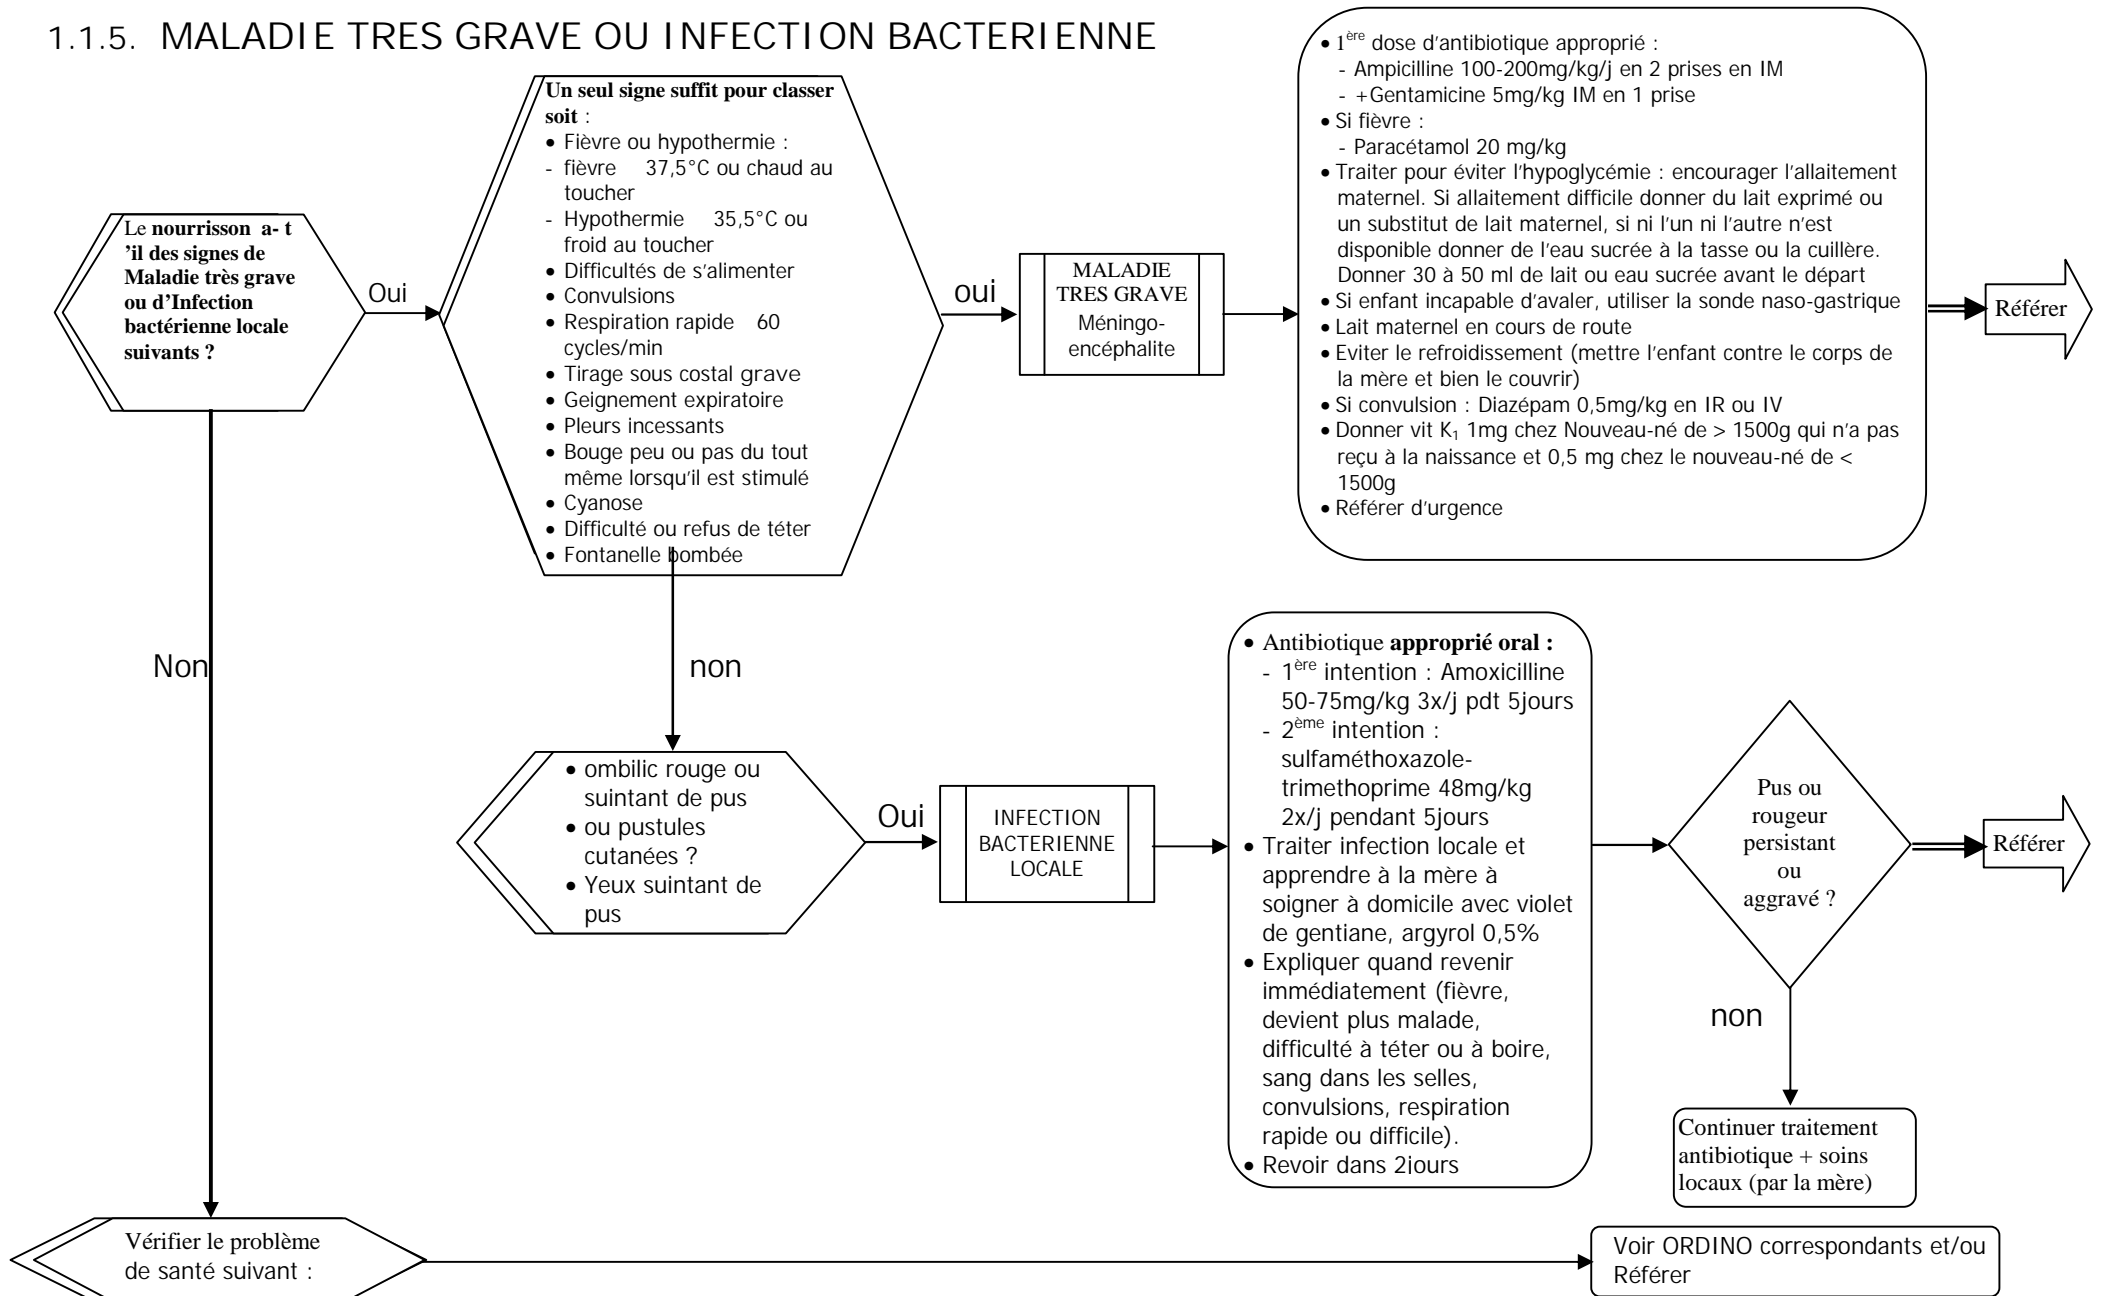 1.1.5. MALADIE TRES GRAVE OU INFECTION BACTERIENNE
Le nourrisson a- t
’il des signes de
Maladie très grave
ou d’Infection
bactérienne locale
suivants ?
Oui
Un seul signe suffit pour classer
soit :
• Fièvre ou hypothermie :
- fièvre 37,5°C ou chaud au
toucher
- Hypothermie 35,5°C ou
froid au toucher
• Difficultés de s’alimenter
• Convulsions
• Respiration rapide 60
cycles/min
• Tirage sous costal grave
• Geignement expiratoire
• Pleurs incessants
• Bouge peu ou pas du tout
même lorsqu’il est stimulé
• Cyanose
• Difficulté ou refus de téter
• Fontanelle bombée
oui
MALADIE
TRES GRAVE
Méningo-
encéphalite
• 1ère dose d’antibiotique approprié :
- Ampicilline 100-200mg/kg/j en 2 prises en IM
- +Gentamicine 5mg/kg IM en 1 prise
• Si fièvre :
- Paracétamol 20 mg/kg
• Traiter pour éviter l’hypoglycémie : encourager l’allaitement
maternel. Si allaitement difficile donner du lait exprimé ou
un substitut de lait maternel, si ni l’un ni l’autre n’est
disponible donner de l’eau sucrée à la tasse ou la cuillère.
Donner 30 à 50 ml de lait ou eau sucrée avant le départ
• Si enfant incapable d’avaler, utiliser la sonde naso-gastrique
• Lait maternel en cours de route
• Eviter le refroidissement (mettre l’enfant contre le corps de
la mère et bien le couvrir)
• Si convulsion : Diazépam 0,5mg/kg en IR ou IV
• Donner vit K₁ 1mg chez Nouveau-né de > 1500g qui n’a pas
reçu à la naissance et 0,5 mg chez le nouveau-né de <
1500g
• Référer d’urgence
Référer
Non
non
• ombilic rouge ou
suintant de pus
• ou pustules
cutanées ?
• Yeux suintant de
pus
Oui
INFECTION
BACTERIENNE
LOCALE
• Antibiotique approprié oral :
- 1ère intention : Amoxicilline
50-75mg/kg 3x/j pdt 5jours
- 2ème intention :
sulfaméthoxazole-
trimethoprime 48mg/kg
2x/j pendant 5jours
• Traiter infection locale et
apprendre à la mère à
soigner à domicile avec violet
de gentiane, argyrol 0,5%
• Expliquer quand revenir
immédiatement (fièvre,
devient plus malade,
difficulté à téter ou à boire,
sang dans les selles,
convulsions, respiration
rapide ou difficile).
• Revoir dans 2jours
Pus ou
rougeur
persistant
ou
aggravé ?
Référer
non
Continuer traitement
antibiotique + soins
locaux (par la mère)
Vérifier le problème
de santé suivant :
Voir ORDINO correspondants et/ou
Référer